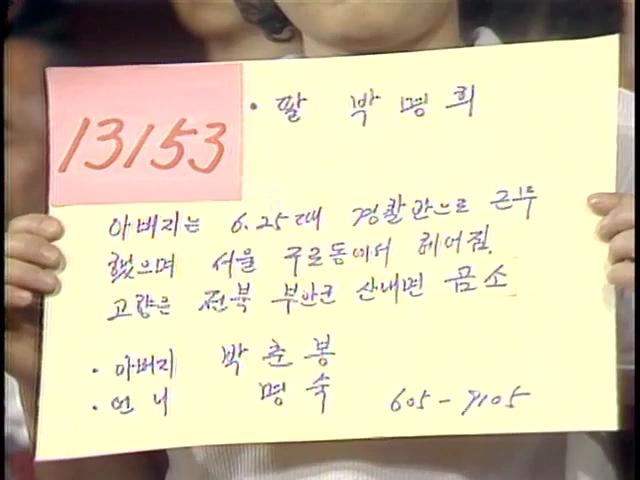 13153
· 팔 박명희
아버지는 6.25때 경찰관으로 근무
했으며 서울 구로동에서 헤어짐.
고향은 전북 부안군 산내면 곰소
· 아버지 박춘봉
· 언니 명숙
605-9105